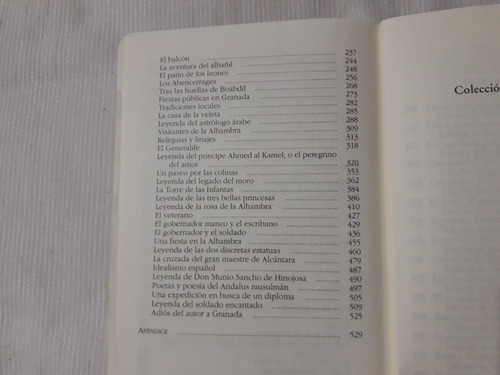 El balcón 237
La aventura del albañil 244
El patio de los leones 248
Los Abencerrages 256
Tras las huellas de Boabdil 268
Fiestas públicas en Granada 273
Tradiciones locales 282
La casa de la veleta 285
Leyenda del astrólogo árabe 288
Visitantes de la Alhambra 309
Reliquias y linajes 313
El Generalife 318
Leyenda del príncipe Ahmed al Kamel; o el peregrino
del amor 320
Un paseo por las colinas 353
Leyenda del legado del moro 362
La Torre de las Infantas 384
Leyenda de las tres bellas princesas 386
Leyenda de la rosa de la Alhambra 410
El veterano 427
El gobernador manco y el escribano 429
El gobernador y el soldado 436
Una fiesta en la Alhambra 455
Leyenda de las dos discretas estatuas 460
La cruzada del gran maestre de Alcántara 479
Idealismo español 487
Leyenda de Don Munio Sancho de Hinojosa 490
Poetas y poesía del Andalus musulmán 497
Una expedición en busca de un diploma 505
Leyenda del soldado encantado 509
Adiós del autor a Granada 525
APÉNDICE 529
Colecció